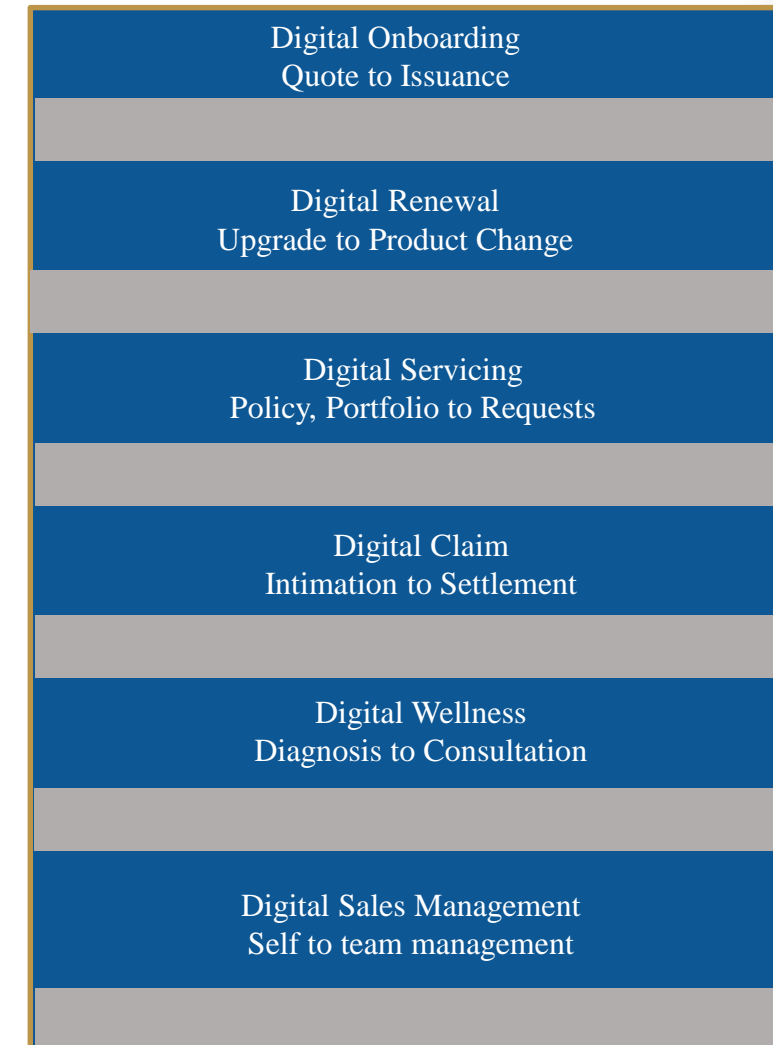 Digital Onboarding
Quote to Issuance
Digital Renewal
Upgrade to Product Change
Digital Servicing
Policy, Portfolio to Requests
Digital Claim
Intimation to Settlement
Digital Wellness
Diagnosis to Consultation
Digital Sales Management
Self to team management